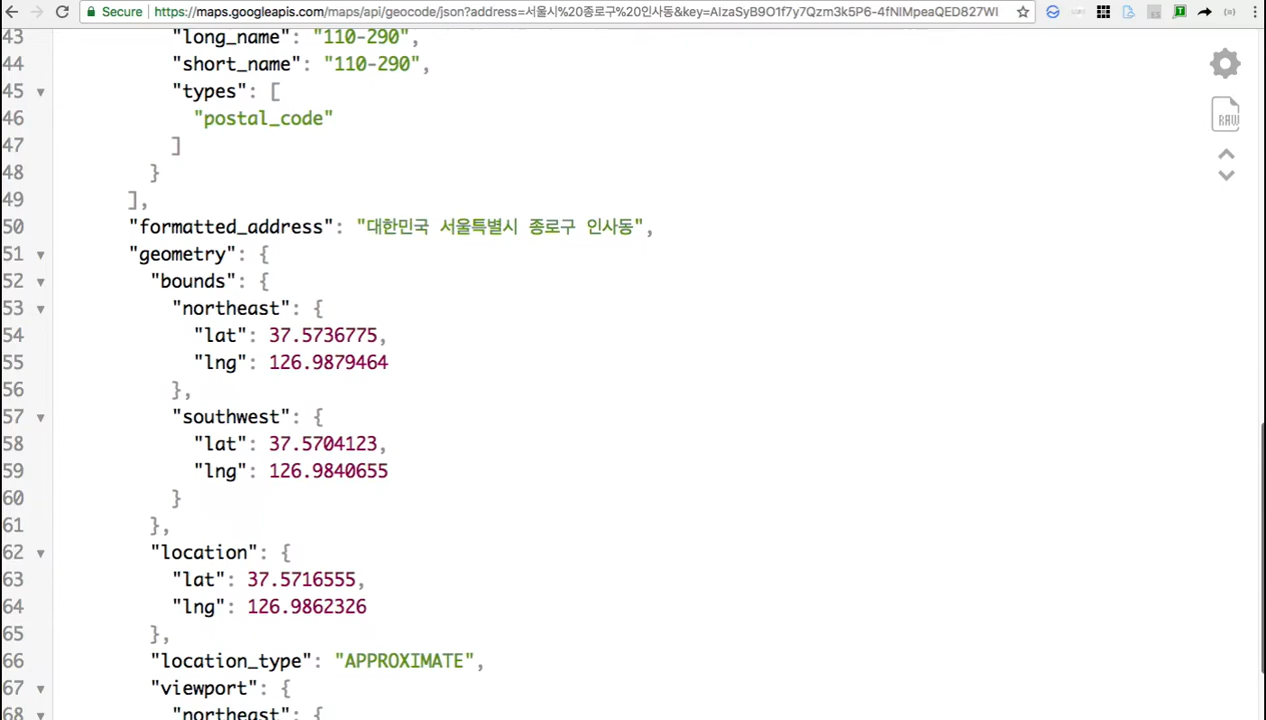 Secure https://maps.googleapis.com/maps/api/geocode/json?address=서울시%20종로구%20인사동&key=AIzaSyB9O1f7y7Qzm3k5P6-4fNIMpeaQED827WI
43 "long_name": "110-290",
44 "short_name": "110-290",
45 "types": [
46 "postal_code"
47 ]
48 }
49 ],
50 "formatted_address": "대한민국 서울특별시 종로구 인사동",
51 "geometry": {
52 "bounds": {
53 "northeast": {
54 "lat": 37.5736775,
55 "lng": 126.9879464
56 },
57 "southwest": {
58 "lat": 37.5704123,
59 "lng": 126.9840655
60 }
61 },
62 "location": {
63 "lat": 37.5716555,
64 "lng": 126.9862326
65 },
66 "location_type": "APPROXIMATE",
67 "viewport": {
68 "northeast": {
RAW